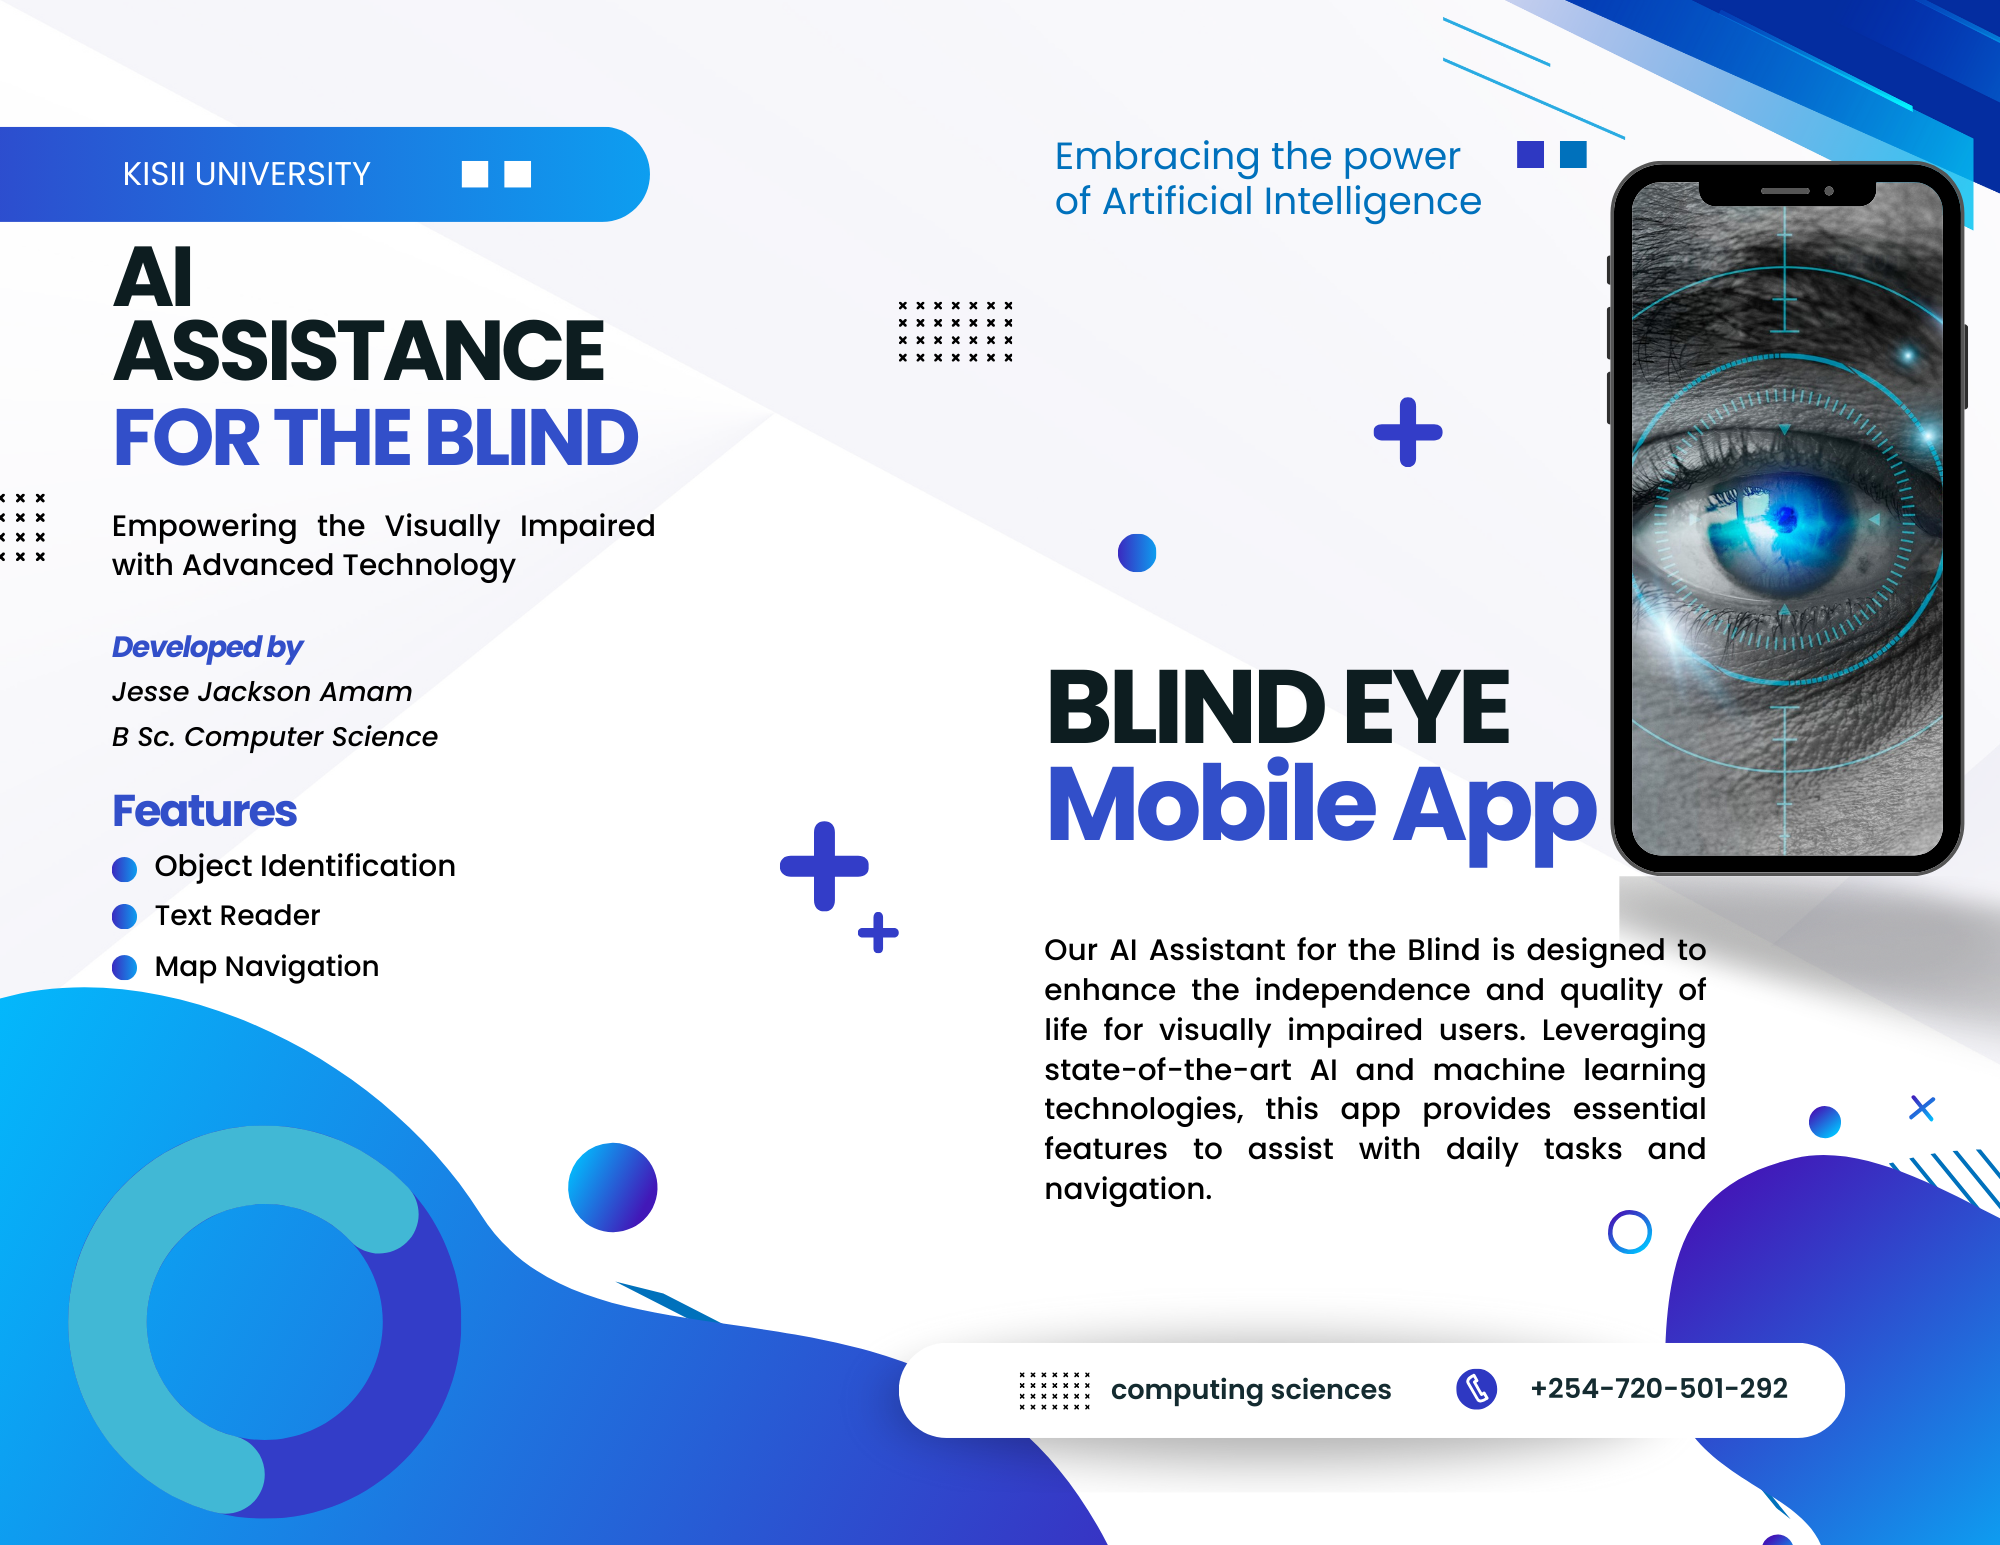 KISII UNIVERSITY
AI
ASSISTANCE
FOR THE BLIND
Empowering the Visually Impaired
with Advanced Technology
Developed by
Jesse Jackson Amam
B Sc. Computer Science
Features
Object Identification
Text Reader
Map Navigation
Embracing the power
of Artificial Intelligence
BLIND EYE
Mobile App
Our AI Assistant for the Blind is designed to
enhance the independence and quality of
life for visually impaired users. Leveraging
state-of-the-art AI and machine learning
technologies, this app provides essential
features to assist with daily tasks and
navigation.
computing sciences
+254-720-501-292